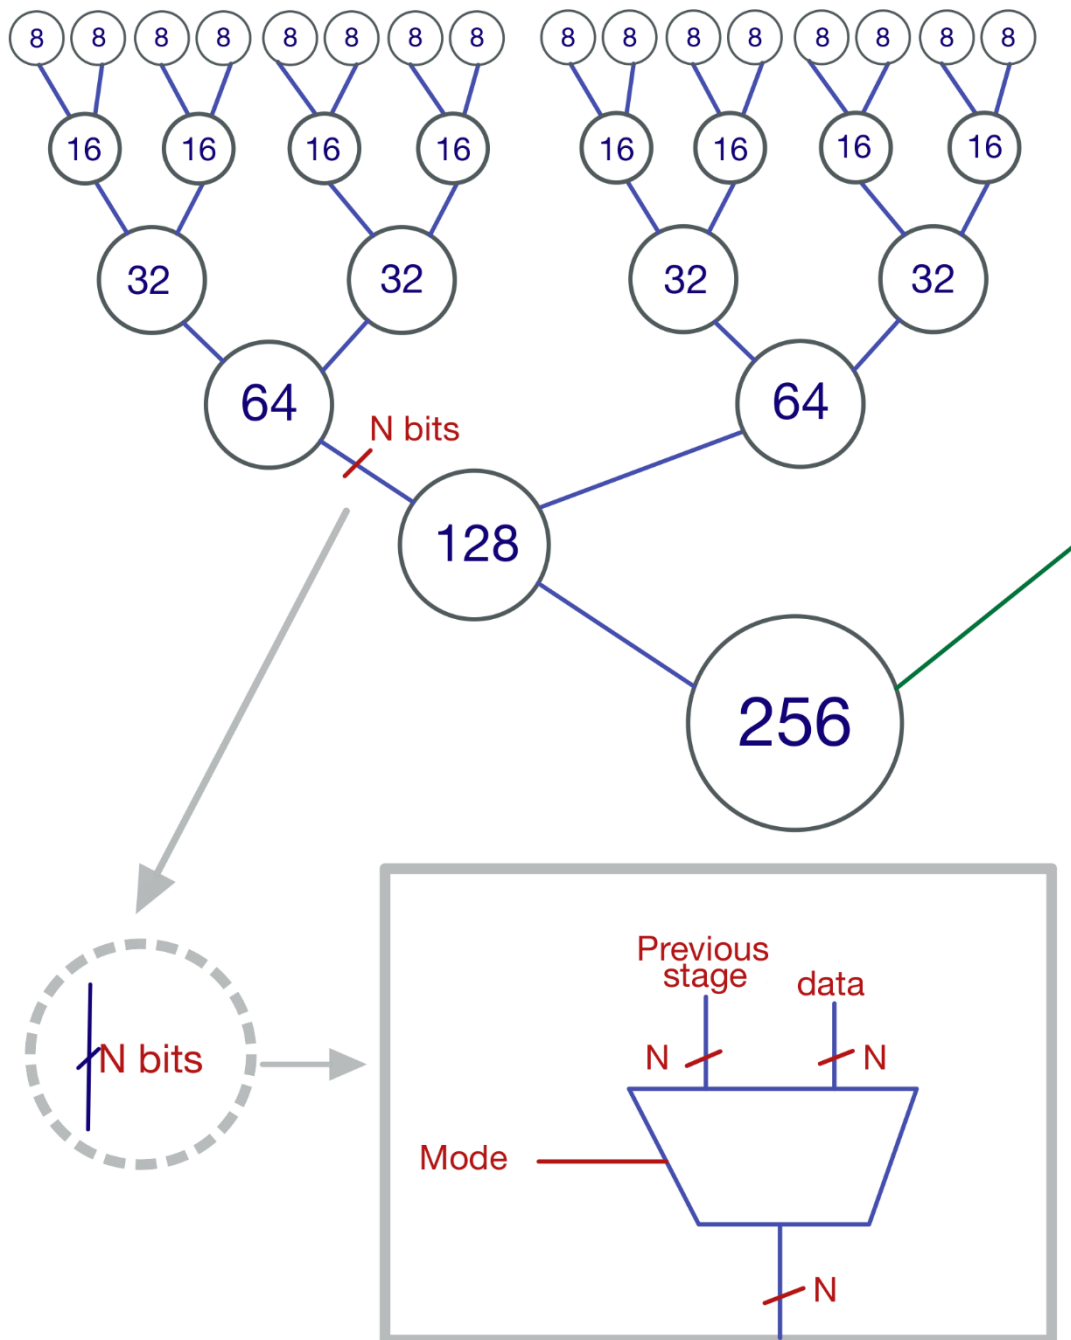 8 8 8 8 8 8 8 8 8 8 8 8 8 8 8 8
16 16 16 16 16 16 16 16
32 32 32 32
64 64
N bits
128
256
Previous
stage
data
N N
N bits
Mode
N